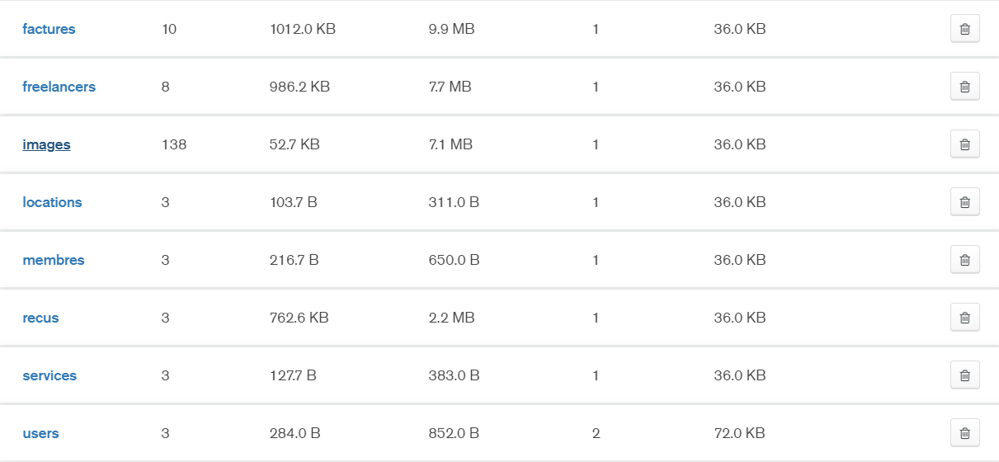 factures 10 1012.0 KB 9.9 MB 1 36.0 KB
freelancers 8 986.2 KB 7.7 MB 1 36.0 KB
images 138 52.7 KB 7.1 MB 1 36.0 KB
locations 3 103.7 B 311.0 B 1 36.0 KB
membres 3 216.7 B 650.0 B 1 36.0 KB
recus 3 762.6 KB 2.2 MB 1 36.0 KB
services 3 127.7 B 383.0 B 1 36.0 KB
users 3 284.0 B 852.0 B 2 72.0 KB